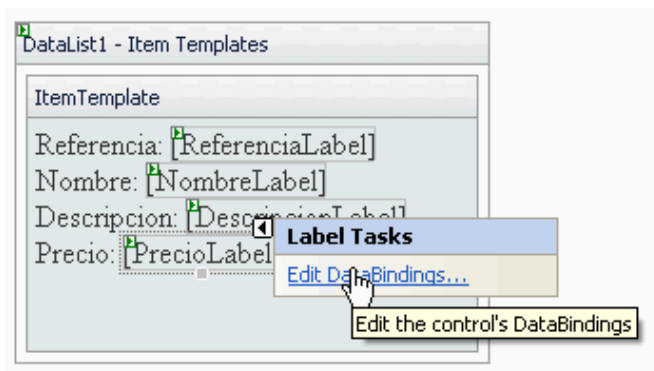 DataList1 - Item Templates
ItemTemplate
Referencia: [ReferenciaLabel]
Nombre: [NombreLabel]
Descripcion: [DescripcionLabel]
Precio: [PrecioLabel
Label Tasks
Edit DataBindings...
Edit the control's DataBindings